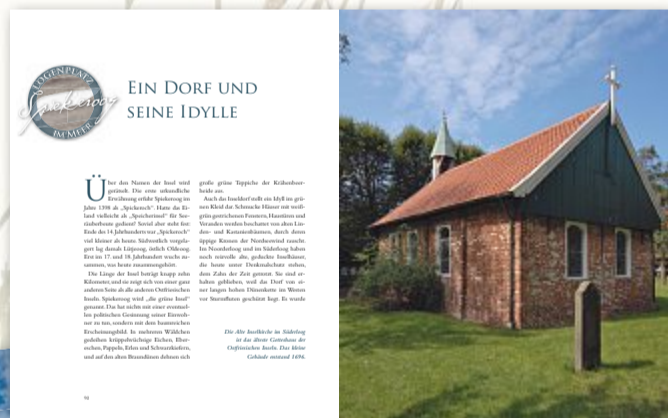 LOGENPLATZ
Spiekeroog
IM MEER
EIN DORF UND
SEINE IDYLLE
Über den Namen der Insel wird
gerätselt. Die erste urkundliche
Erwähnung erfuhr Spiekeroog im
Jahr 1398 als „Spickeroch“. Hatte das Ei-
land vielleicht als „Speicherinsel“ für See-
räuberbeute gedient? Soviel aber steht fest:
Ende des 14. Jahrhunderts war „Spickeroch“
viel kleiner als heute. Südwestlich vorgela-
gert lag damals Lütjeoog, östlich Oldeoog.
Erst im 17. und 18. Jahrhundert wuchs zu-
sammen, was heute zusammengehört.
Die Länge der Insel beträgt knapp zehn
Kilometer, und sie zeigt sich von einer ganz
anderen Seite als alle anderen Ostfriesischen
Inseln. Spiekeroog wird „die grüne Insel“
genannt. Das hat nichts mit einer eventuel-
len politischen Gesinnung seiner Einwoh-
ner zu tun, sondern mit dem baumreichen
Erscheinungsbild. In mehreren Wäldchen
gedeihen krüppelwüchsige Eichen, Eber-
eschen, Pappeln, Erlen und Schwarzkiefern,
und auf den alten Braundünen dehnen sich
große grüne Teppiche der Krähenbeer-
heide aus.
Auch das Inseldorf stellt ein Idyll im grü-
nen Kleid dar. Schmucke Häuser mit weiß-
grün gestrichenen Fenstern, Haustüren und
Veranden werden beschattet von alten Lin-
den- und Kastanienbäumen, durch deren
üppige Kronen der Nordseewind rauscht.
Im Noorderloog und im Süderloog haben
noch reizvolle alte, geduckte Inselhäuser,
die heute unter Denkmalschutz stehen,
dem Zahn der Zeit getrotzt. Sie sind er-
halten geblieben, weil das Dorf von ei-
ner langen hohen Dünenkette im Westen
vor Sturmfluten geschützt liegt. Es wurde
Die Alte Inselkirche im Süderloog
ist das älteste Gotteshaus der
Ostfriesischen Inseln. Das kleine
Gebäude entstand 1696.